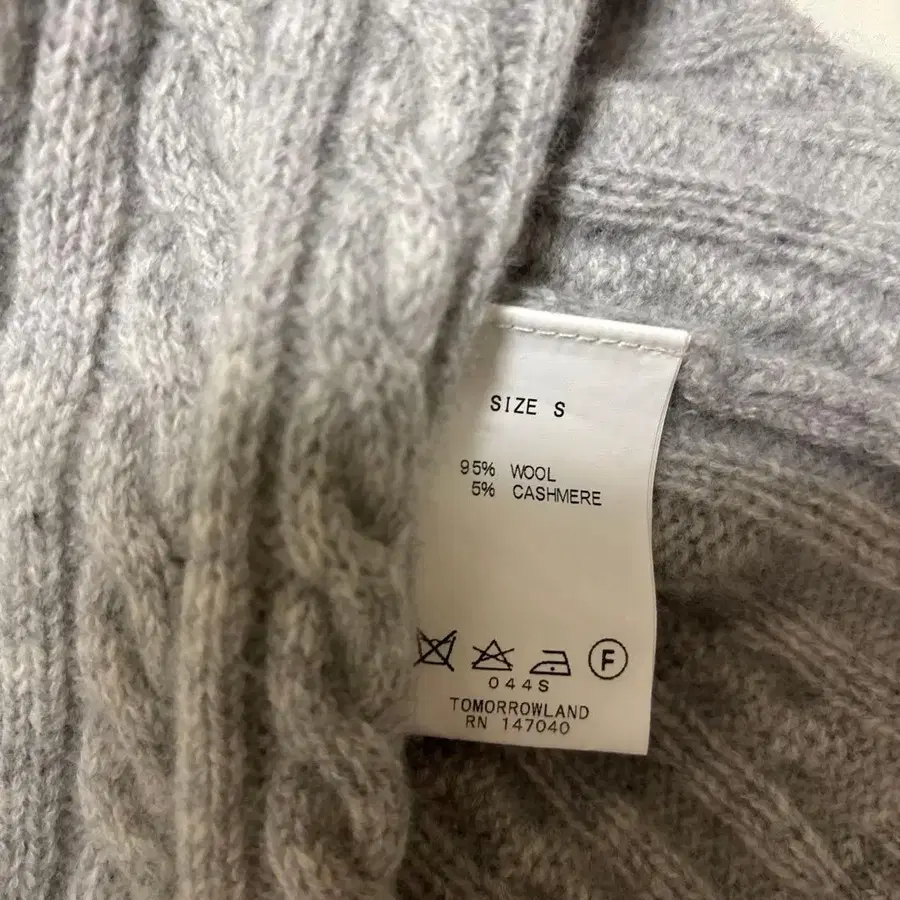 SIZE S
95% WOOL
5% CASHMERE
F
044S
TOMORROWLAND
RN 147040